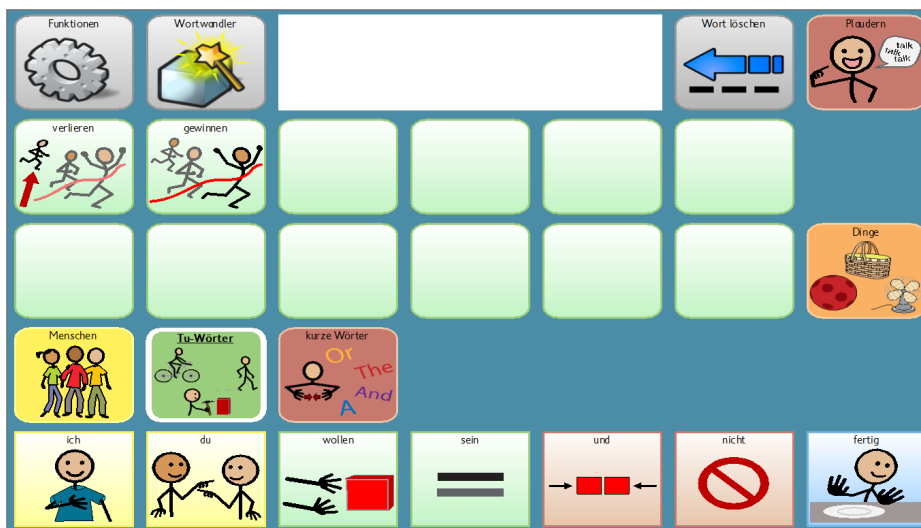 Funktionen
Wortwandler
Wort löschen
Plaudern
talk
talk
talk
verlieren
gewinnen
Dinge
Menschen
Tu-Wörter
kurze Wörter
Or
The
And
A
ich
du
wollen
sein
und
nicht
fertig